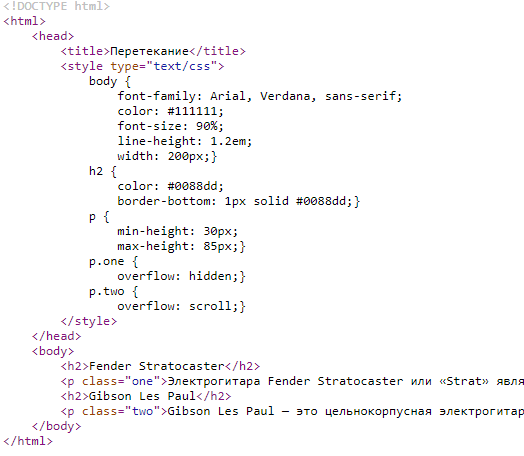 <!DOCTYPE html>
<html>
<head>
<title>Перетекание</title>
<style type="text/css">
body {
font-family: Arial, Verdana, sans-serif;
color: #111111;
font-size: 90%;
line-height: 1.2em;
width: 200px;}
h2 {
color: #0088dd;
border-bottom: 1px solid #0088dd;}
p {
min-height: 30px;
max-height: 85px;}
p.one {
overflow: hidden;}
p.two {
overflow: scroll;}
</style>
</head>
<body>
<h2>Fender Stratocaster</h2>
<p class="one">Электрогитара Fender Stratocaster или «Strat» явля
<h2>Gibson Les Paul</h2>
<p class="two">Gibson Les Paul — это цельнокорпусная электрогитар
</body>
</html>